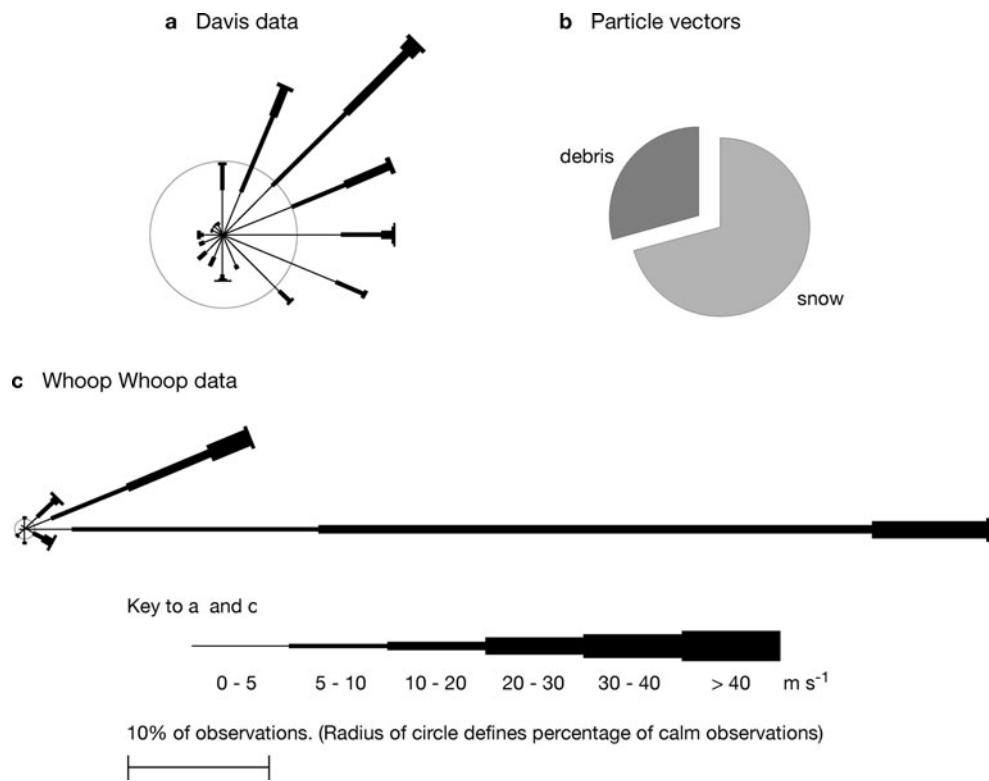 a Davis data
b Particle vectors
debris
snow
c Whoop Whoop data
Key to a and c
0 - 5 5 - 10 10 - 20 20 - 30 30 - 40 > 40 m s⁻¹
10% of observations. (Radius of circle defines percentage of calm observations)